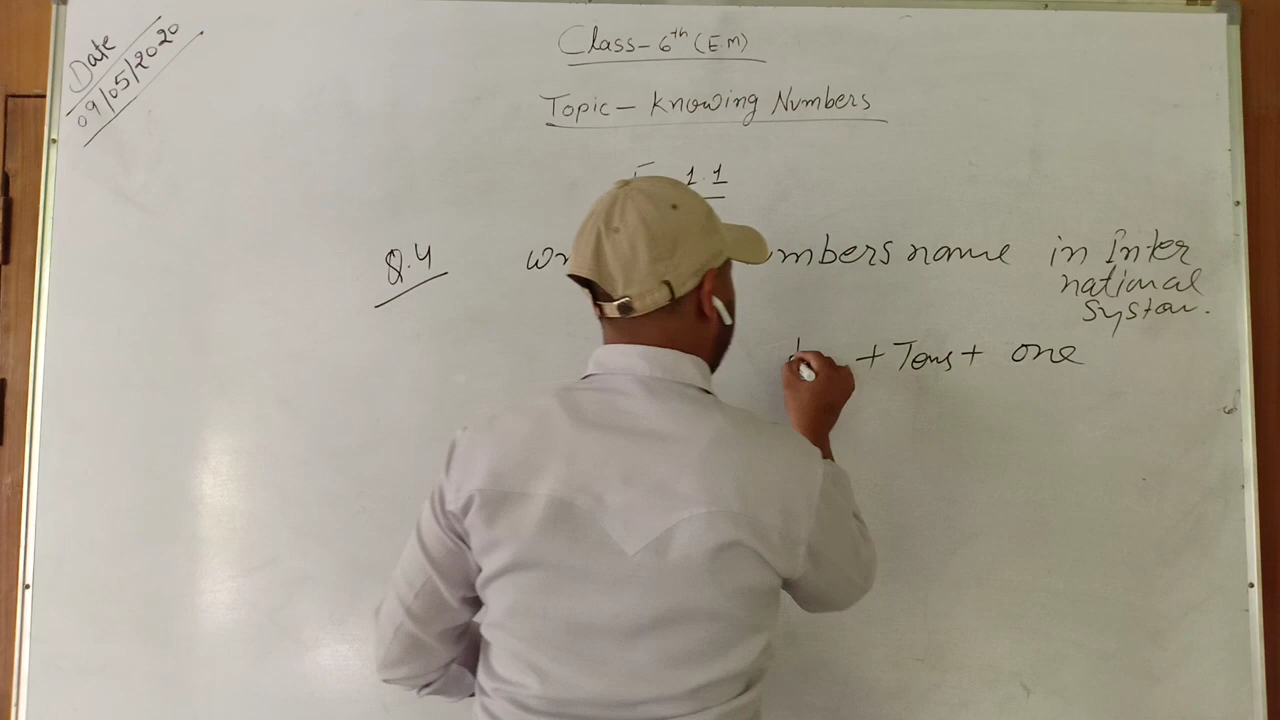 Date
09/05/2020
Class-6th (E.M)
Topic- Knowing Numbers
1.1
Q.4 name in Inter
national
System.
+ Tens + one